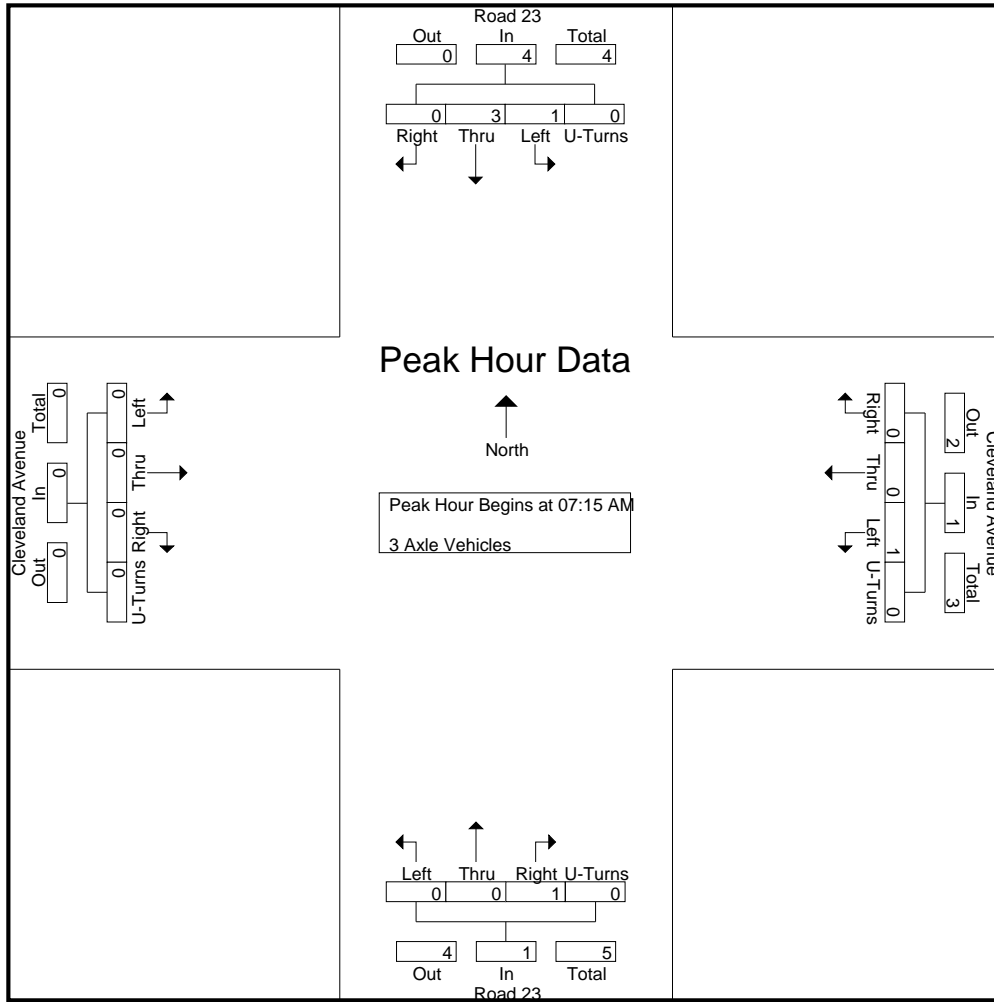 Road 23
Out In Total
0 4 4
0 3 1 0
Right Thru Left U-Turns
Peak Hour Data
North
Peak Hour Begins at 07:15 AM
3 Axle Vehicles
Cleveland Avenue
Total In Out
0 0 0
0 0 0 0
Left Thru Right U-Turns
Cleveland Avenue
Out In Total
2 1 3
0 0 1 0
Right Thru Left U-Turns
Left Thru Right U-Turns
0 0 1 0
4 1 5
Out In Total
Road 23